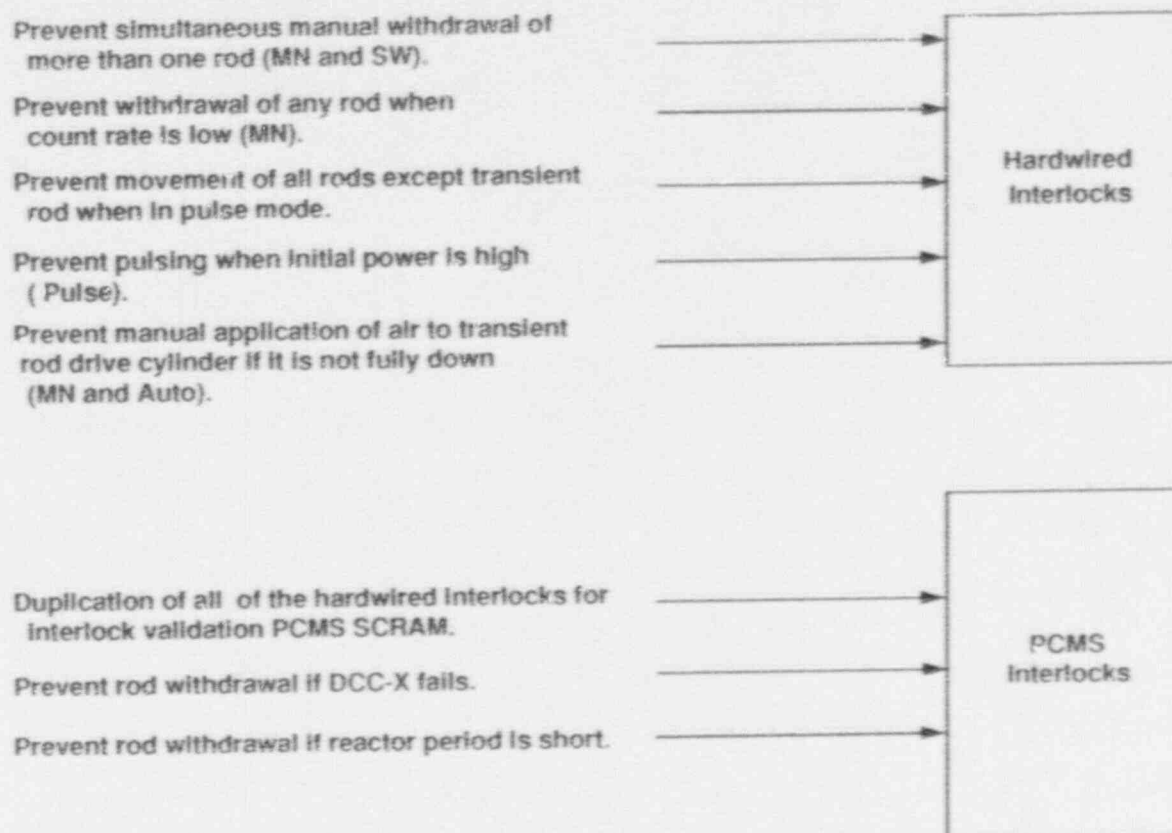 Prevent simultaneous manual withdrawal of
more than one rod (MN and SW).
Prevent withdrawal of any rod when
count rate is low (MN).
Prevent movement of all rods except transient
rod when in pulse mode.
Prevent pulsing when initial power is high
( Pulse).
Prevent manual application of air to transient
rod drive cylinder if it is not fully down
(MN and Auto).
Hardwired
Interlocks
Duplication of all of the hardwired interlocks for
interlock validation PCMS SCRAM.
Prevent rod withdrawal if DCC-X fails.
Prevent rod withdrawal if reactor period is short.
PCMS
Interlocks